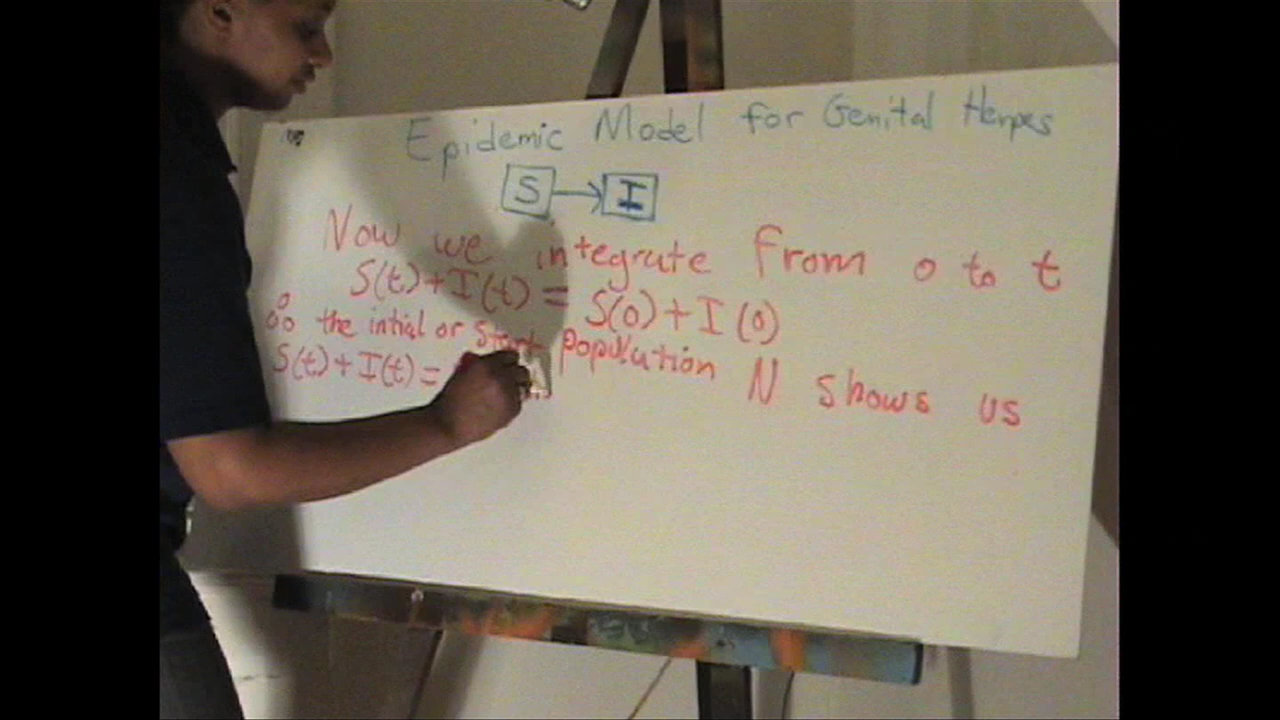 Epidemic Model for Genital Herpes
S → I
Now we integrate from 0 to t
S(t)+I(t) = S(0)+I(0)
∴ the intial or start population N shows us
S(t)+I(t)=